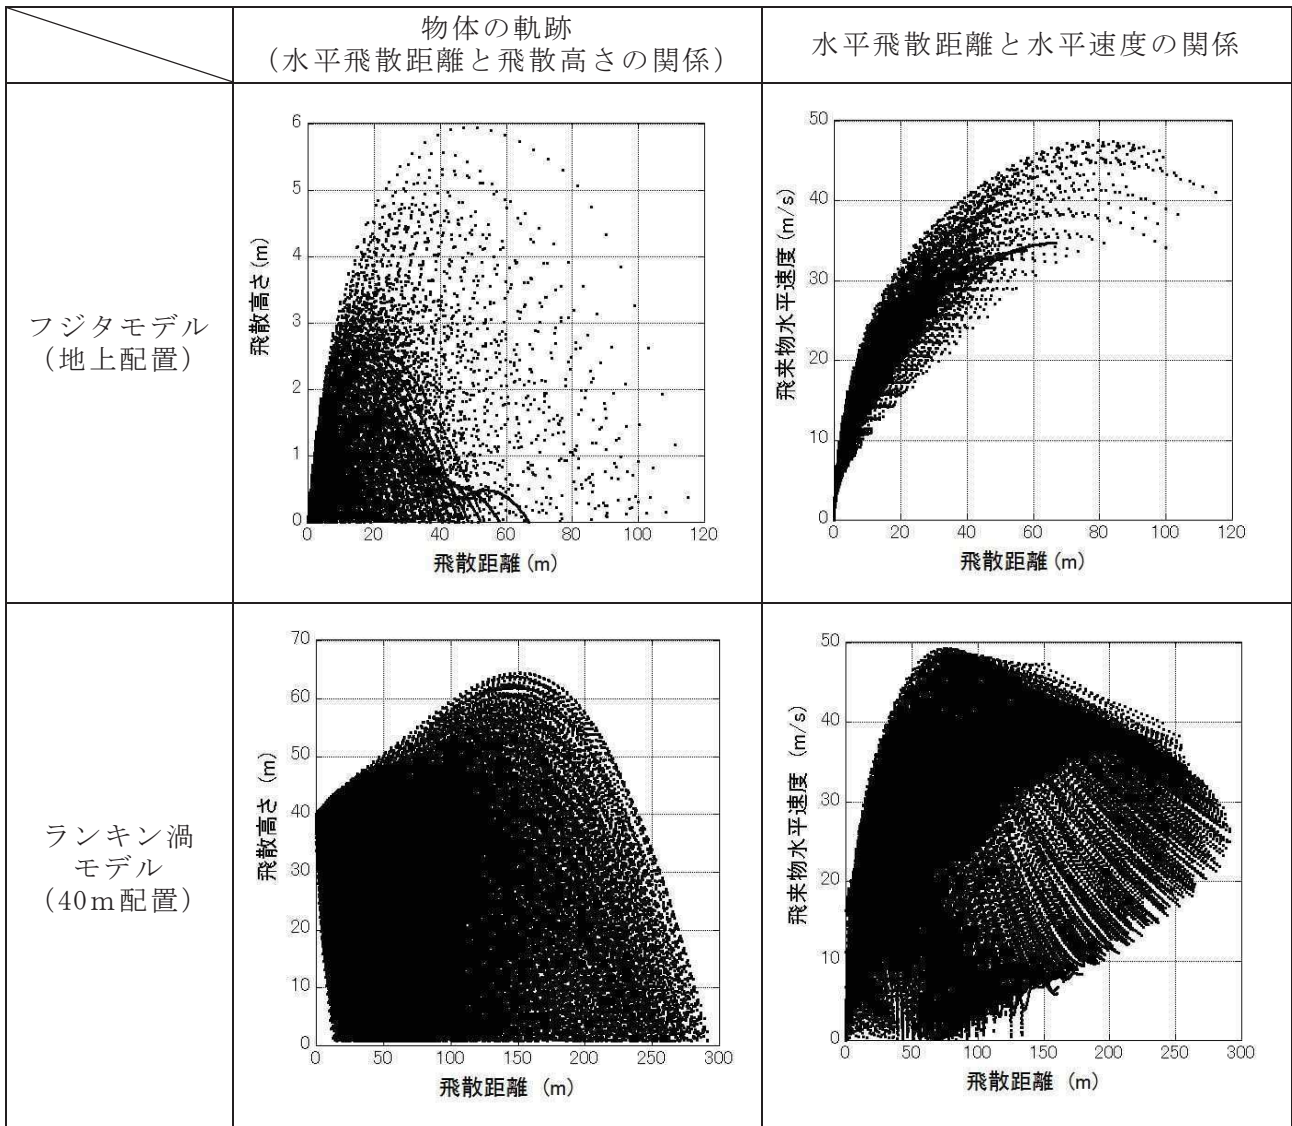 物体の軌跡
(水平飛散距離と飛散高さの関係)
水平飛散距離と水平速度の関係
フジタモデル
(地上配置)
6
5
4
3
2
1
0
飛散高さ(m)
0 20 40 60 80 100 120
飛散距離(m)
50
40
30
20
10
0
飛来物水平速度(m/s)
0 20 40 60 80 100 120
飛散距離(m)
ランキン渦
モデル
(40m配置)
70
60
50
40
30
20
10
0
飛散高さ (m)
0 50 100 150 200 250 300
飛散距離 (m)
50
40
30
20
10
0
飛来物水平速度 (m/s)
0 50 100 150 200 250 300
飛散距離 (m)